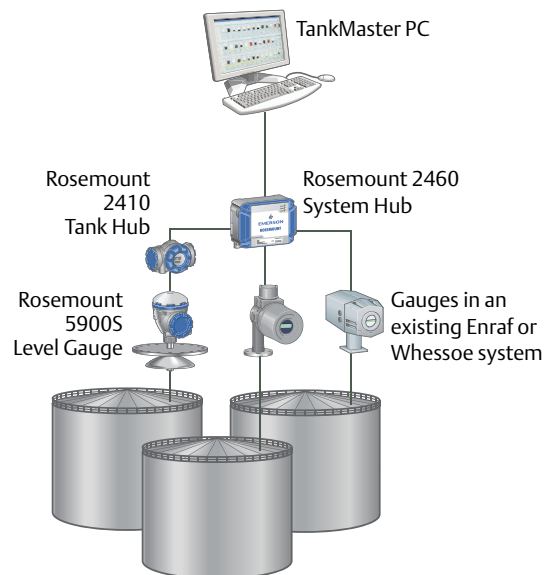 TankMaster PC
Rosemount
2410
Tank Hub
Rosemount 2460
System Hub
EMERSON
ROSEMOUNT
Rosemount
5900S
Level Gauge
Gauges in an
existing Enraf or
Whessoe system